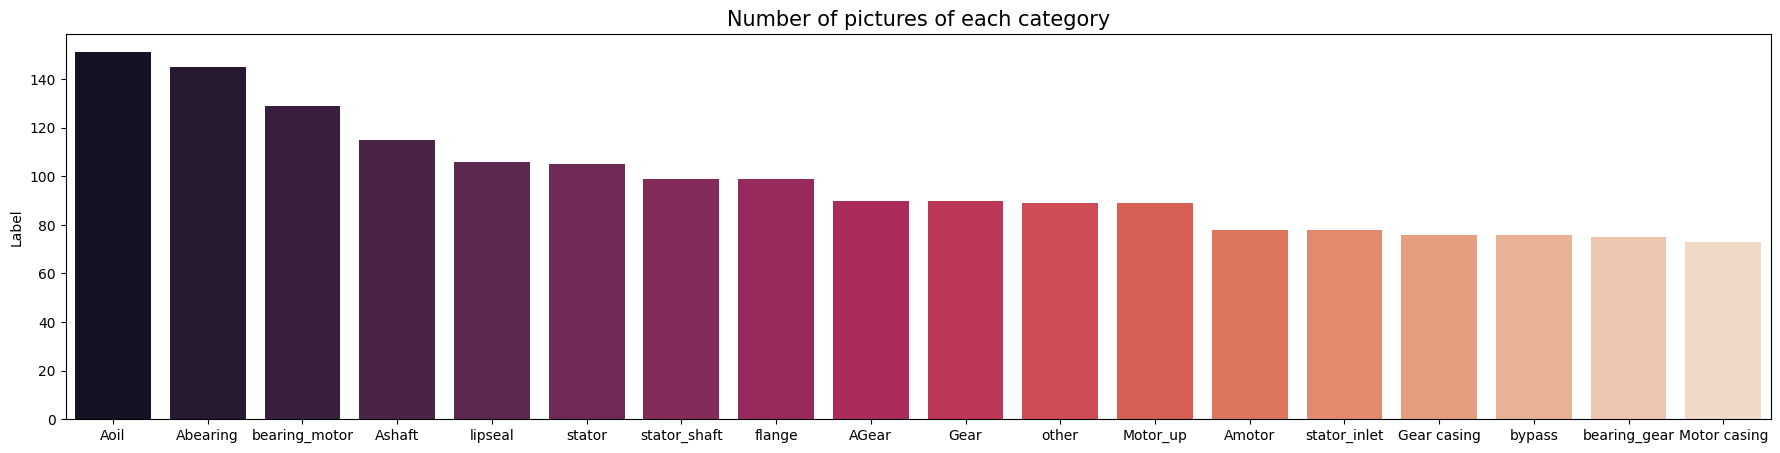 Number of pictures of each category
Label
140
120
100
80
60
40
20
0
Aoil Abearing bearing_motor Ashaft lipseal stator stator_shaft flange AGear Gear other Motor_up Amotor stator_inlet Gear casing bypass bearing_gear Motor casing